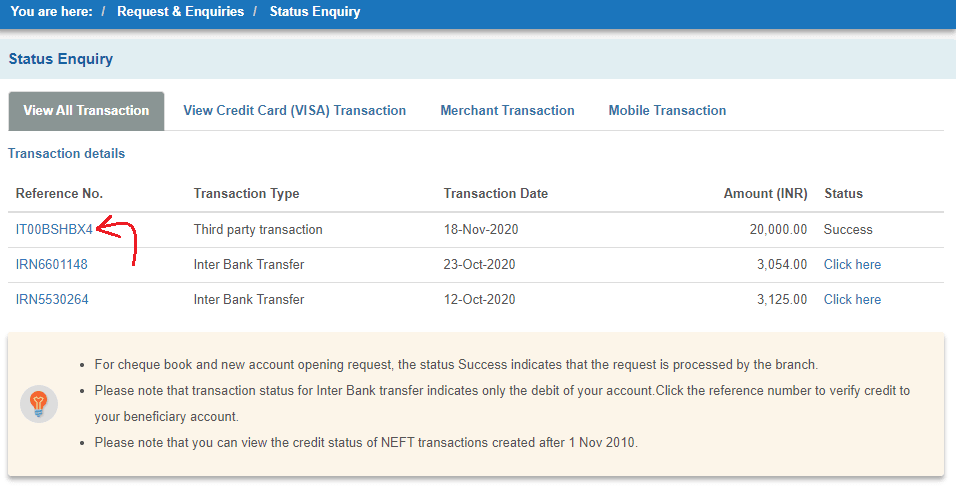 You are here: / Request & Enquiries / Status Enquiry
Status Enquiry
View All Transaction View Credit Card (VISA) Transaction Merchant Transaction Mobile Transaction
Transaction details
Reference No. Transaction Type Transaction Date Amount (INR) Status
IT00BSHBX4 Third party transaction 18-Nov-2020 20,000.00 Success
IRN6601148 Inter Bank Transfer 23-Oct-2020 3,054.00 Click here
IRN5530264 Inter Bank Transfer 12-Oct-2020 3,125.00 Click here
• For cheque book and new account opening request, the status Success indicates that the request is processed by the branch.
• Please note that transaction status for Inter Bank transfer indicates only the debit of your account.Click the reference number to verify credit to
your beneficiary account.
• Please note that you can view the credit status of NEFT transactions created after 1 Nov 2010.